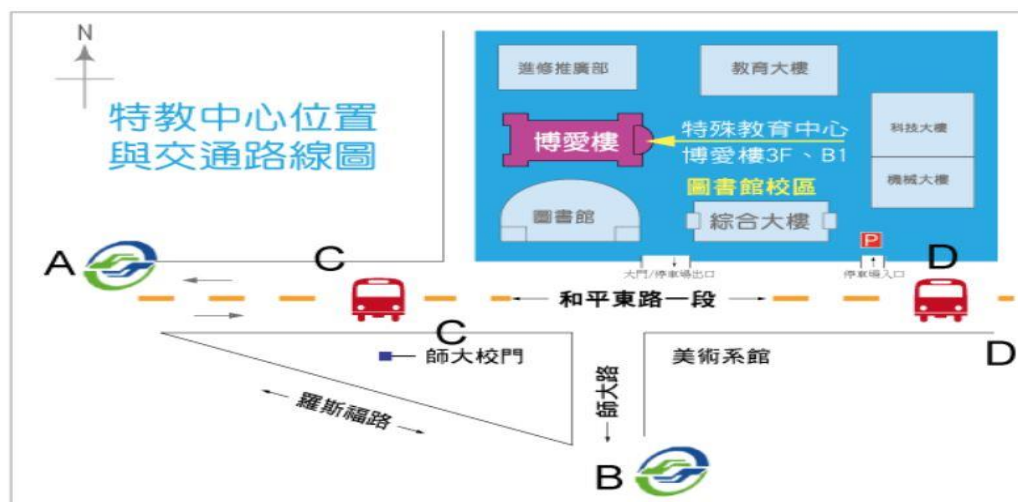 N
特教中心位置
與交通路線圖
進修推廣部
教育大樓
博愛樓
特殊教育中心
博愛樓3F、B1
科技大樓
機械大樓
圖書館校區
圖書館
綜合大樓
P
大門/停車場出口
停車場入口
A
C
D
和平東路一段
C
師大校門
師大路
美術系館
D
羅斯福路
B